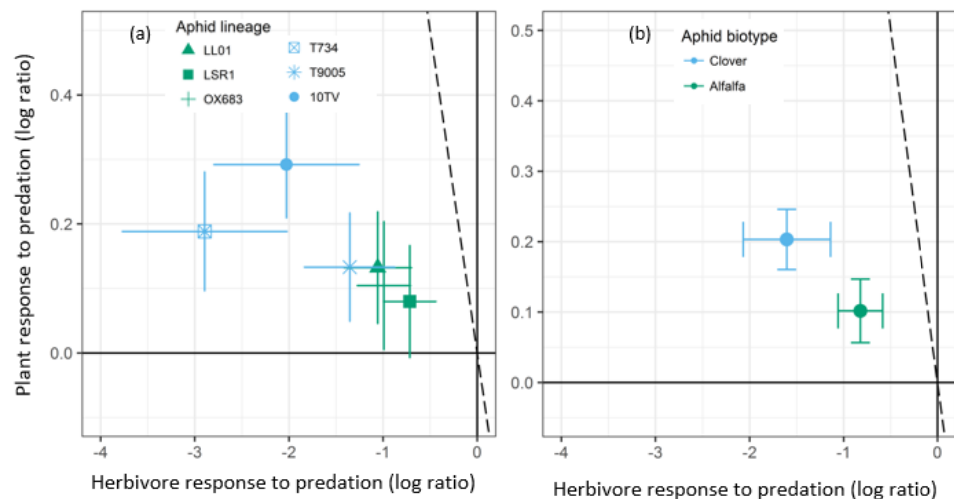 (a)
Aphid lineage
LL01
T734
LSR1
T9005
OX683
10TV
Plant response to predation (log ratio)
0.4
0.2
0.0
-4 -3 -2 -1 0
Herbivore response to predation (log ratio)
(b)
Aphid biotype
Clover
Alfalfa
0.5
0.4
0.3
0.2
0.1
0.0
-4 -3 -2 -1 0
Herbivore response to predation (log ratio)